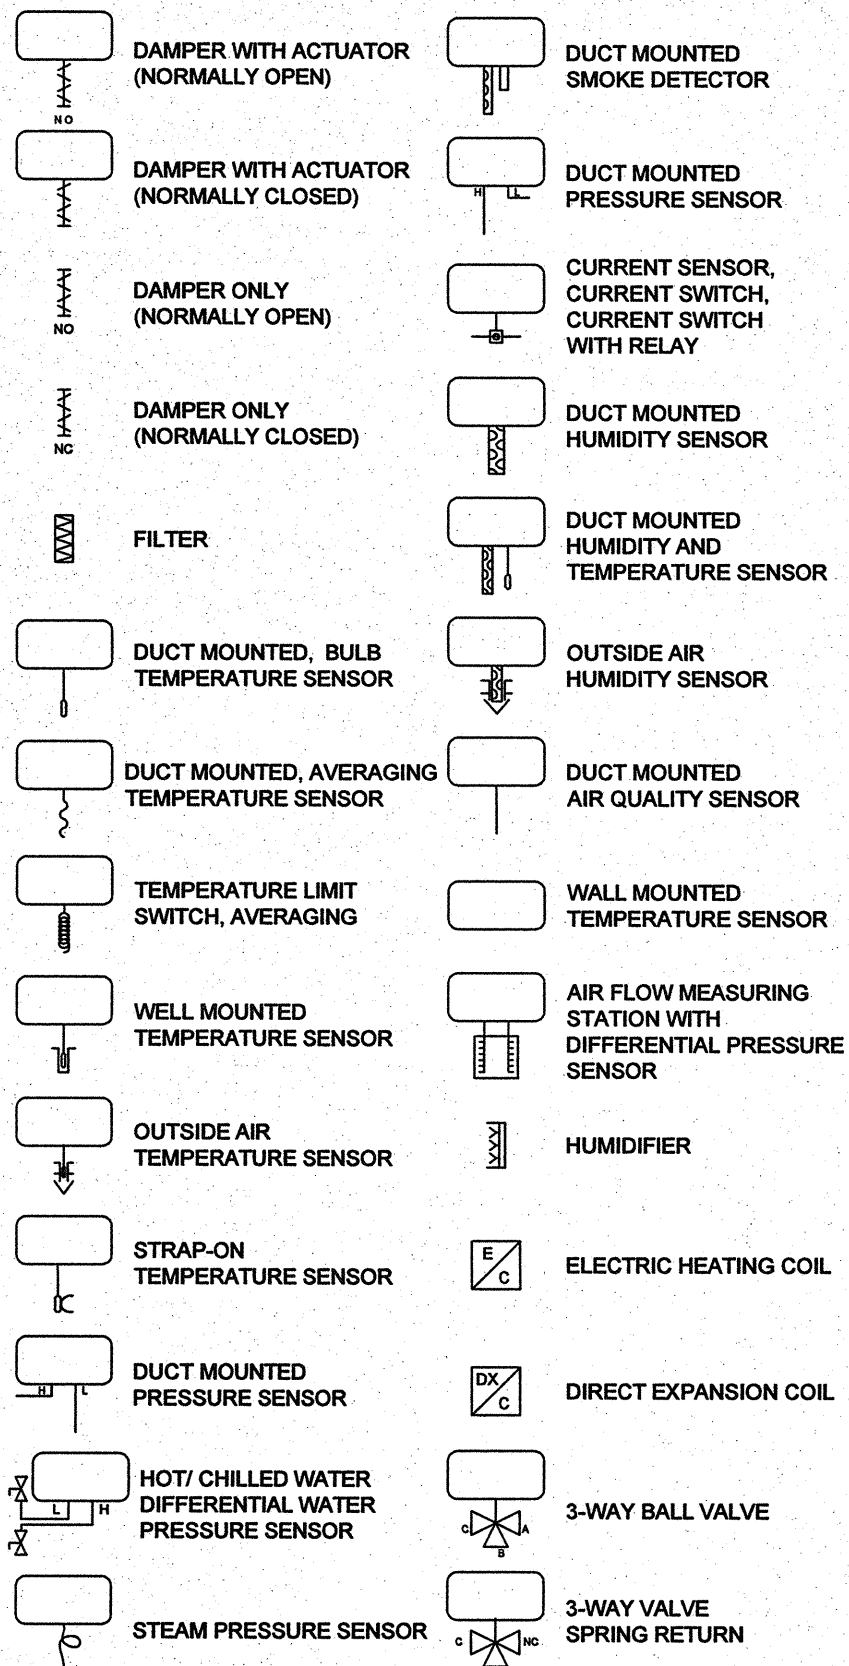 DAMPER WITH ACTUATOR
(NORMALLY OPEN)
NO
DAMPER WITH ACTUATOR
(NORMALLY CLOSED)
DAMPER ONLY
(NORMALLY OPEN)
NO
DAMPER ONLY
(NORMALLY CLOSED)
NC
FILTER
DUCT MOUNTED, BULB
TEMPERATURE SENSOR
DUCT MOUNTED, AVERAGING
TEMPERATURE SENSOR
TEMPERATURE LIMIT
SWITCH, AVERAGING
WELL MOUNTED
TEMPERATURE SENSOR
OUTSIDE AIR
TEMPERATURE SENSOR
STRAP-ON
TEMPERATURE SENSOR
DUCT MOUNTED
PRESSURE SENSOR
H L
HOT/ CHILLED WATER
DIFFERENTIAL WATER
PRESSURE SENSOR
L H
STEAM PRESSURE SENSOR
DUCT MOUNTED
SMOKE DETECTOR
DUCT MOUNTED
PRESSURE SENSOR
H L
CURRENT SENSOR,
CURRENT SWITCH,
CURRENT SWITCH
WITH RELAY
DUCT MOUNTED
HUMIDITY SENSOR
DUCT MOUNTED
HUMIDITY AND
TEMPERATURE SENSOR
OUTSIDE AIR
HUMIDITY SENSOR
DUCT MOUNTED
AIR QUALITY SENSOR
WALL MOUNTED
TEMPERATURE SENSOR
AIR FLOW MEASURING
STATION WITH
DIFFERENTIAL PRESSURE
SENSOR
HUMIDIFIER
E
C
ELECTRIC HEATING COIL
DX
C
DIRECT EXPANSION COIL
C A
B
3-WAY BALL VALVE
3-WAY VALVE
SPRING RETURN
C NC